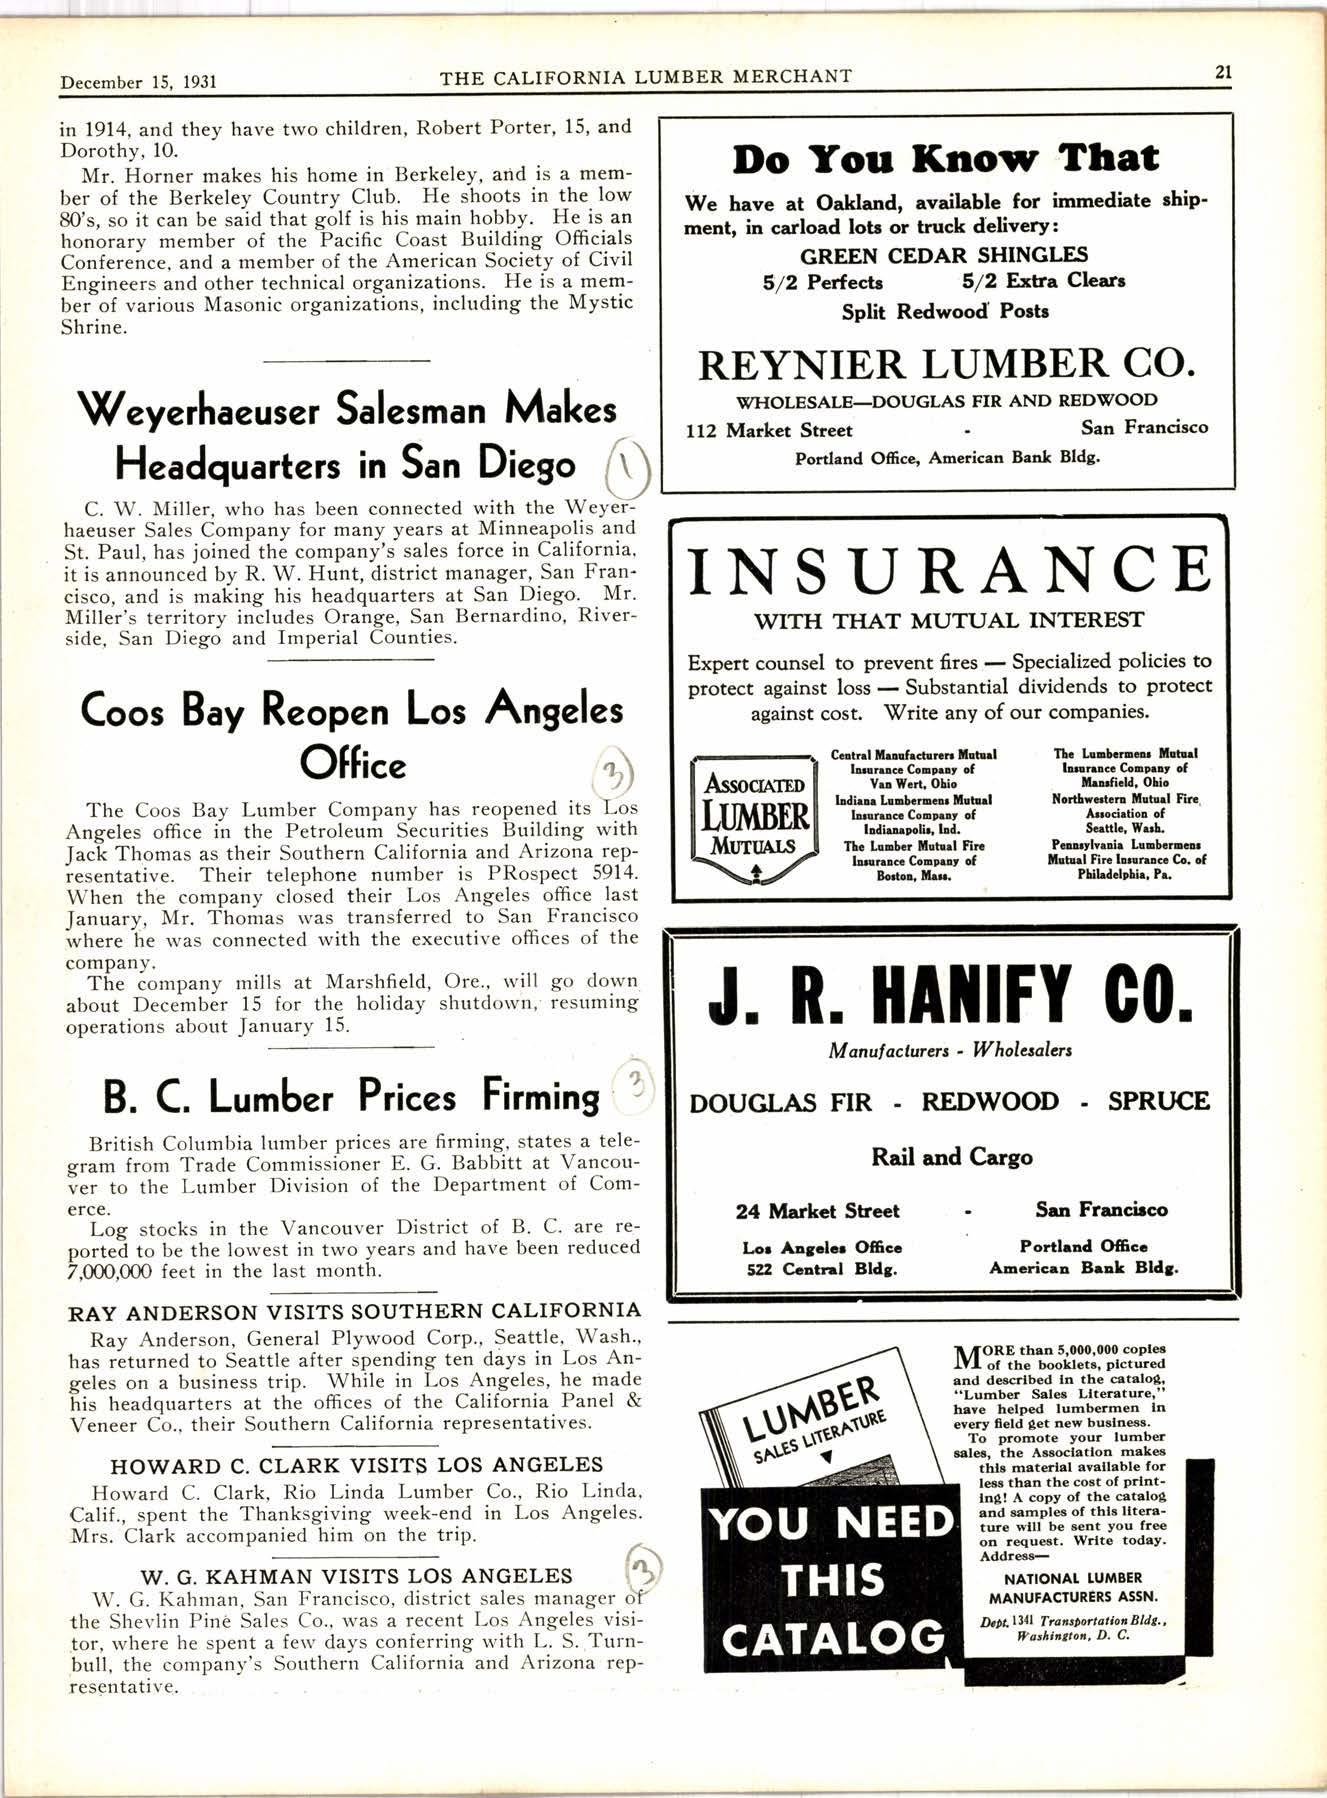 December 15, 1931
THE CALIFORNIA LUMBER MERCHANT
21
in 1914, and they have two children, Robert Porter, 15, and
Dorothy, 10.
Mr. Horner makes his home in Berkeley, and is a mem-
ber of the Berkeley Country Club. He shoots in the low
80's, so it can be said that golf is his main hobby. He is an
honorary member of the Pacific Coast Building Officials
Conference, and a member of the American Society of Civil
Engineers and other technical organizations. He is a mem-
ber of various Masonic organizations, including the Mystic
Shrine.
Weyerhaeuser Salesman Makes
Headquarters in San Diego
1
C. W. Miller, who has been connected with the Weyer-
haeuser Sales Company for many years at Minneapolis and
St. Paul, has joined the company's sales force in California,
it is announced by R. W. Hunt, district manager, San Fran-
cisco, and is making his headquarters at San Diego. Mr.
Miller's territory includes Orange, San Bernardino, River-
side, San Diego and Imperial Counties.
Coos Bay Reopen Los Angeles
Office
3
The Coos Bay Lumber Company has reopened its Los
Angeles office in the Petroleum Securities Building with
Jack Thomas as their Southern California and Arizona rep-
resentative. Their telephone number is PRospect 5914.
When the company closed their Los Angeles office last
January, Mr. Thomas was transferred to San Francisco
where he was connected with the executive offices of the
company.
The company mills at Marshfield, Ore., will go down
about December 15 for the holiday shutdown, resuming
operations about January 15.
B. C. Lumber Prices Firming
3
British Columbia lumber prices are firming, states a tele-
gram from Trade Commissioner E. G. Babbitt at Vancou-
ver to the Lumber Division of the Department of Com-
erce.
Log stocks in the Vancouver District of B. C. are re-
ported to be the lowest in two years and have been reduced
7,000,000 feet in the last month.
RAY ANDERSON VISITS SOUTHERN CALIFORNIA
Ray Anderson, General Plywood Corp., Seattle, Wash.,
has returned to Seattle after spending ten days in Los An-
geles on a business trip. While in Los Angeles, he made
his headquarters at the offices of the California Panel &
Veneer Co., their Southern California representatives.
HOWARD C. CLARK VISITS LOS ANGELES
Howard C. Clark, Rio Linda Lumber Co., Rio Linda,
Calif., spent the Thanksgiving week-end in Los Angeles.
Mrs. Clark accompanied him on the trip.
W. G. KAHMAN VISITS LOS ANGELES
3
W. G. Kahman, San Francisco, district sales manager of
the Shevlin Pine Sales Co., was a recent Los Angeles visi-
tor, where he spent a few days conferring with L. S. Turn-
bull, the company's Southern California and Arizona rep-
resentative.
Do You Know That
We have at Oakland, available for immediate ship-
ment, in carload lots or truck delivery:
GREEN CEDAR SHINGLES
5/2 Perfects 5/2 Extra Clears
Split Redwood Posts
REYNIER LUMBER CO.
WHOLESALE—DOUGLAS FIR AND REDWOOD
112 Market Street - San Francisco
Portland Office, American Bank Bldg.
INSURANCE
WITH THAT MUTUAL INTEREST
Expert counsel to prevent fires — Specialized policies to
protect against loss — Substantial dividends to protect
against cost. Write any of our companies.
ASSOCIATED
LUMBER
MUTUALS
Central Manufacturers Mutual
Insurance Company of
Van Wert, Ohio
Indiana Lumbermens Mutual
Insurance Company of
Indianapolis, Ind.
The Lumber Mutual Fire
Insurance Company of
Boston, Mass.
The Lumbermens Mutual
Insurance Company of
Mansfield, Ohio
Northwestern Mutual Fire
Association of
Seattle, Wash.
Pennsylvania Lumbermens
Mutual Fire Insurance Co. of
Philadelphia, Pa.
J. R. HANIFY CO.
Manufacturers - Wholesalers
DOUGLAS FIR - REDWOOD - SPRUCE
Rail and Cargo
24 Market Street - San Francisco
Los Angeles Office
522 Central Bldg.
Portland Office
American Bank Bldg.
LUMBER
SALES LITERATURE
YOU NEED
THIS
CATALOG
MORE than 5,000,000 copies
of the booklets, pictured
and described in the catalog,
"Lumber Sales Literature,"
have helped lumbermen in
every field get new business.
To promote your lumber
sales, the Association makes
this material available for
less than the cost of print-
ing! A copy of the catalog
and samples of this litera-
ture will be sent you free
on request. Write today.
Address—
NATIONAL LUMBER
MANUFACTURERS ASSN.
Dept. 1341 Transportation Bldg.,
Washington, D. C.